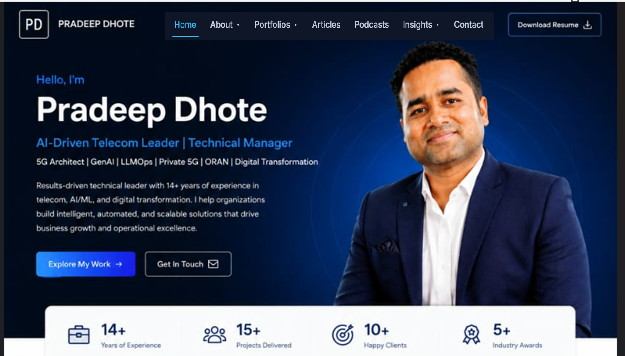 PD
PRADEEP DHOTE
Home About Portfolios Articles Podcasts Insights Contact
Download Resume
Hello, I'm
Pradeep Dhote
AI-Driven Telecom Leader | Technical Manager
5G Architect | GenAI | LLMOps | Private 5G | ORAN | Digital Transformation
Results-driven technical leader with 14+ years of experience in
telecom, AI/ML, and digital transformation. I help organizations
build intelligent, automated, and scalable solutions that drive
business growth and operational excellence.
Explore My Work →
Get In Touch
14+
Years of Experience
15+
Projects Delivered
10+
Happy Clients
5+
Industry Awards